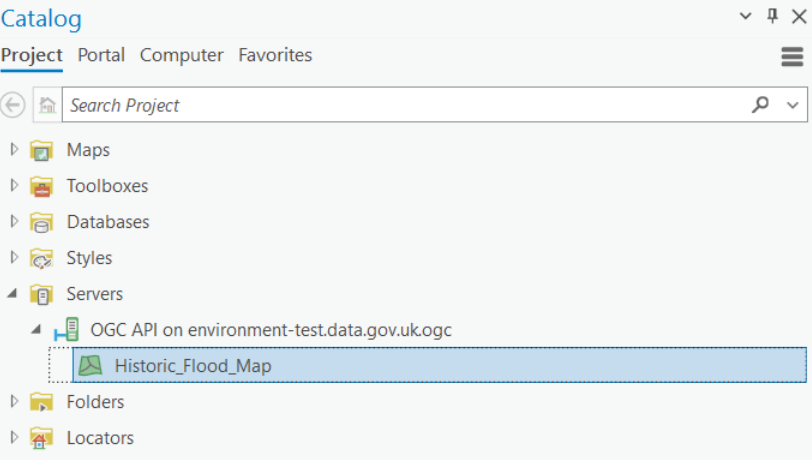 Catalog
Project Portal Computer Favorites
Search Project
Maps
Toolboxes
Databases
Styles
Servers
OGC API on environment-test.data.gov.uk.ogc
Historic_Flood_Map
Folders
Locators